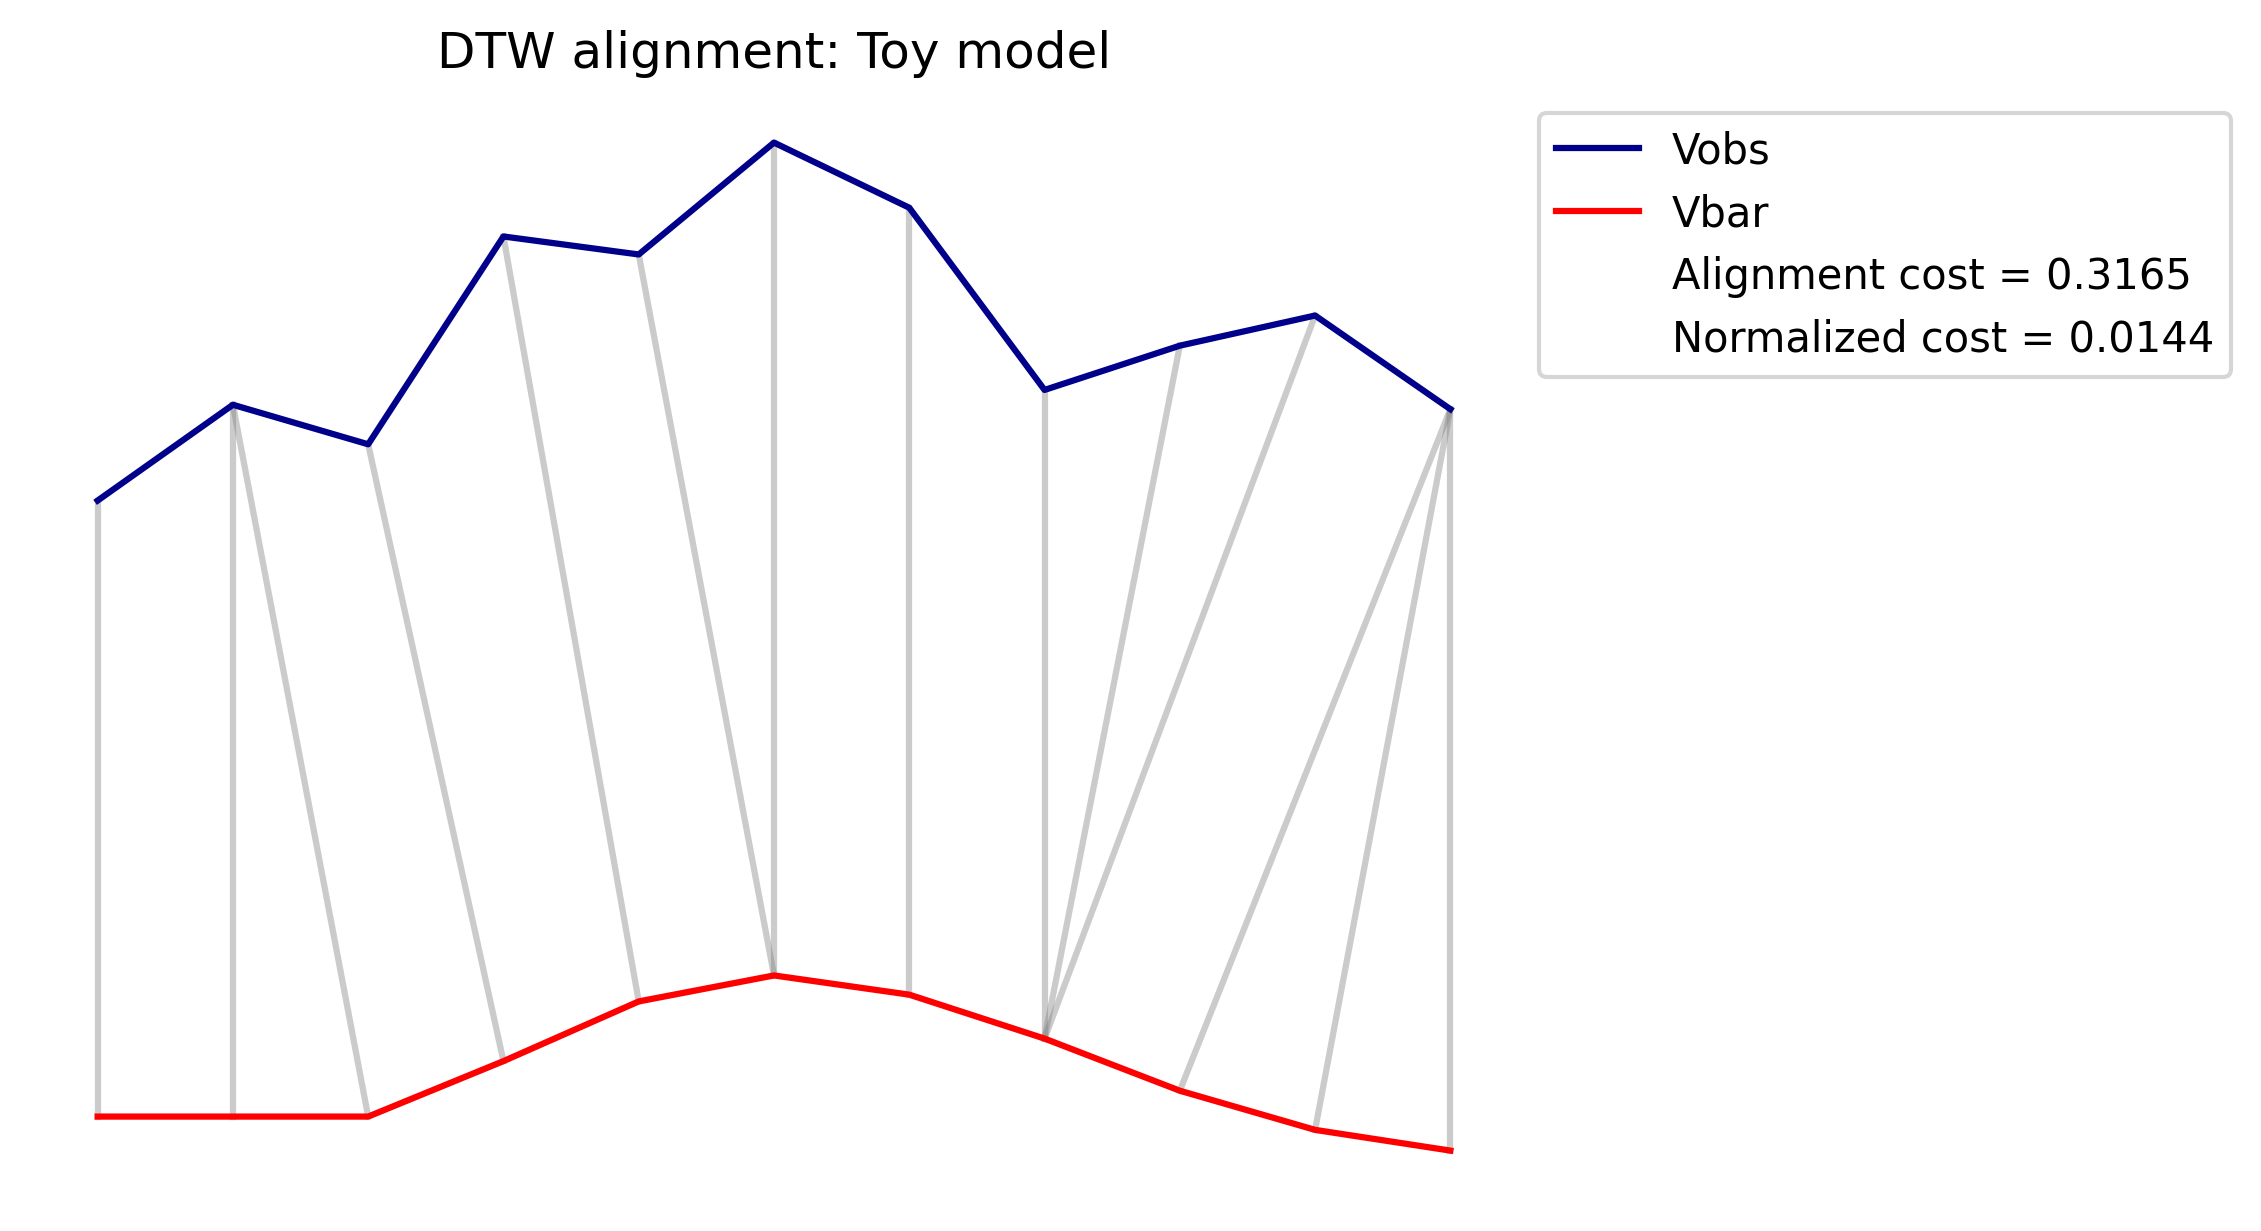 DTW alignment: Toy model
Vobs
Vbar
Alignment cost = 0.3165
Normalized cost = 0.0144